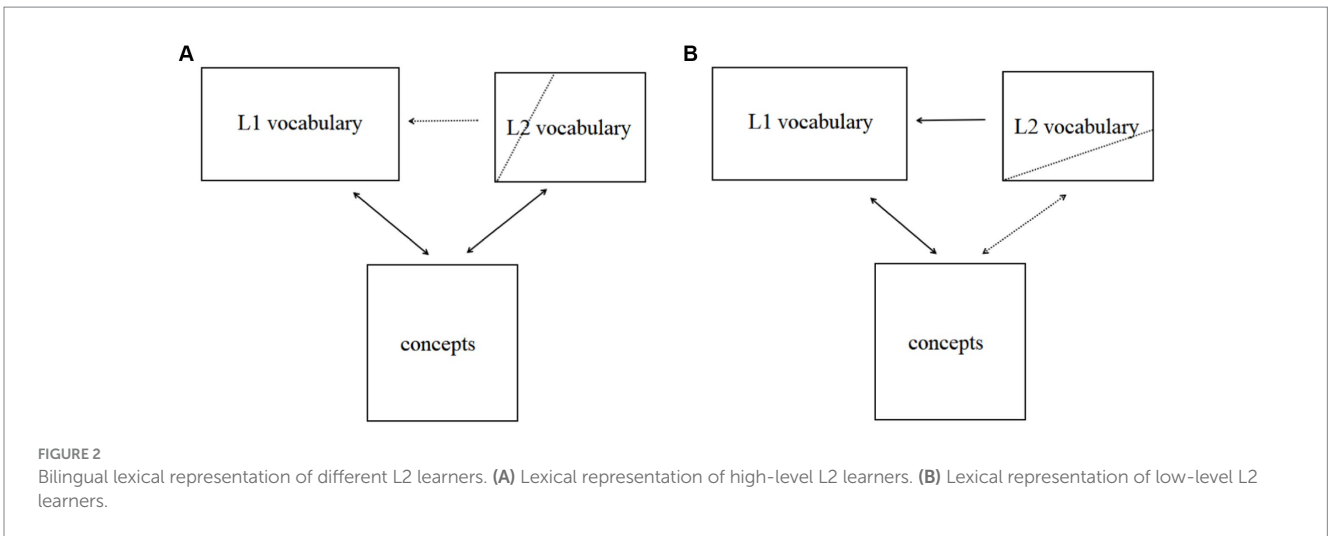 A
B
L1 vocabulary
L2 vocabulary
L1 vocabulary
L2 vocabulary
concepts
concepts
FIGURE 2
Bilingual lexical representation of different L2 learners. (A) Lexical representation of high-level L2 learners. (B) Lexical representation of low-level L2
learners.